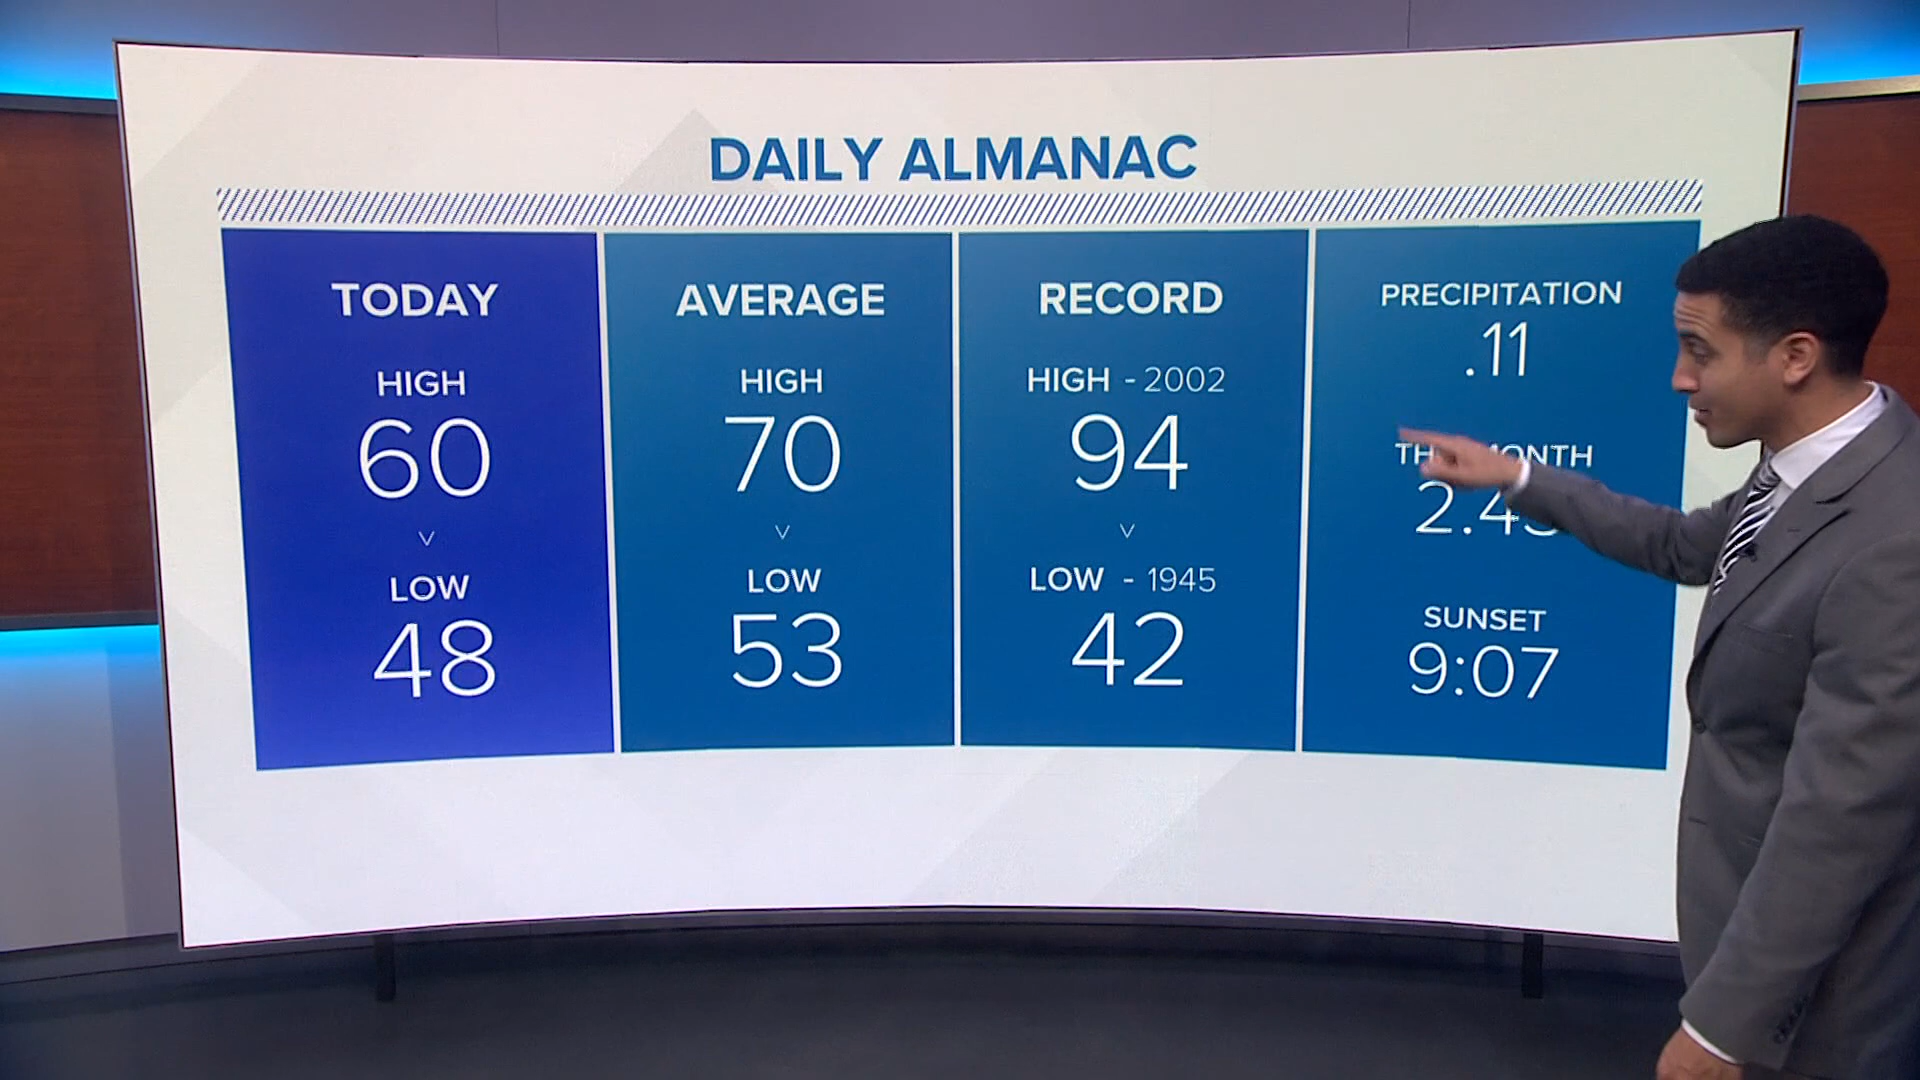 DAILY ALMANAC
TODAY
HIGH
60
LOW
48
AVERAGE
HIGH
70
LOW
53
RECORD
HIGH - 2002
94
LOW - 1945
42
PRECIPITATION
.11
SUNSET
9:07